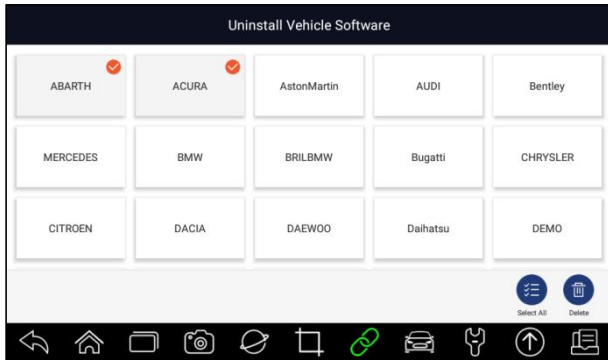 Uninstall Vehicle Software
ABARTH ACURA AstonMartin AUDI Bentley
MERCEDES BMW BRILBMW Bugatti CHRYSLER
CITROEN DACIA DAEWOO Daihatsu DEMO
Select All Delete